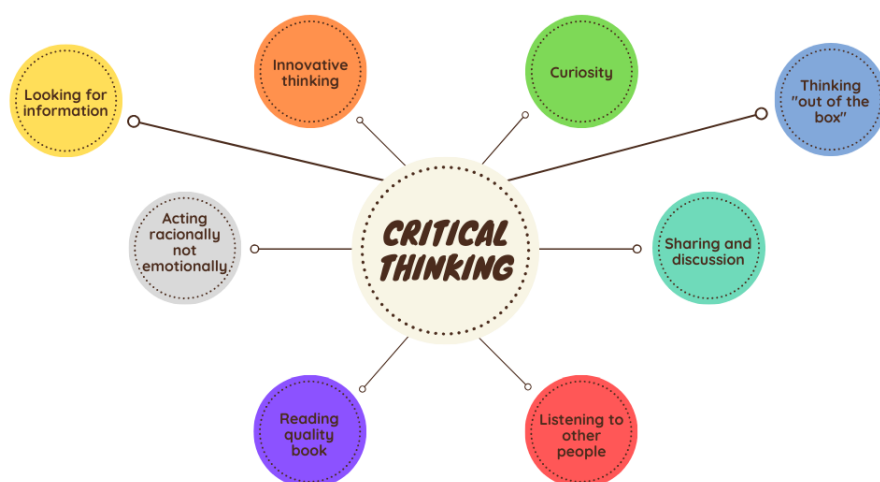 Innovative
thinking
Curiosity
Looking for
information
Thinking
"out of the
box"
CRITICAL
THINKING
Acting
racionally
not
emotionally.
Sharing and
discussion
Reading
quality
book
Listening to
other
people